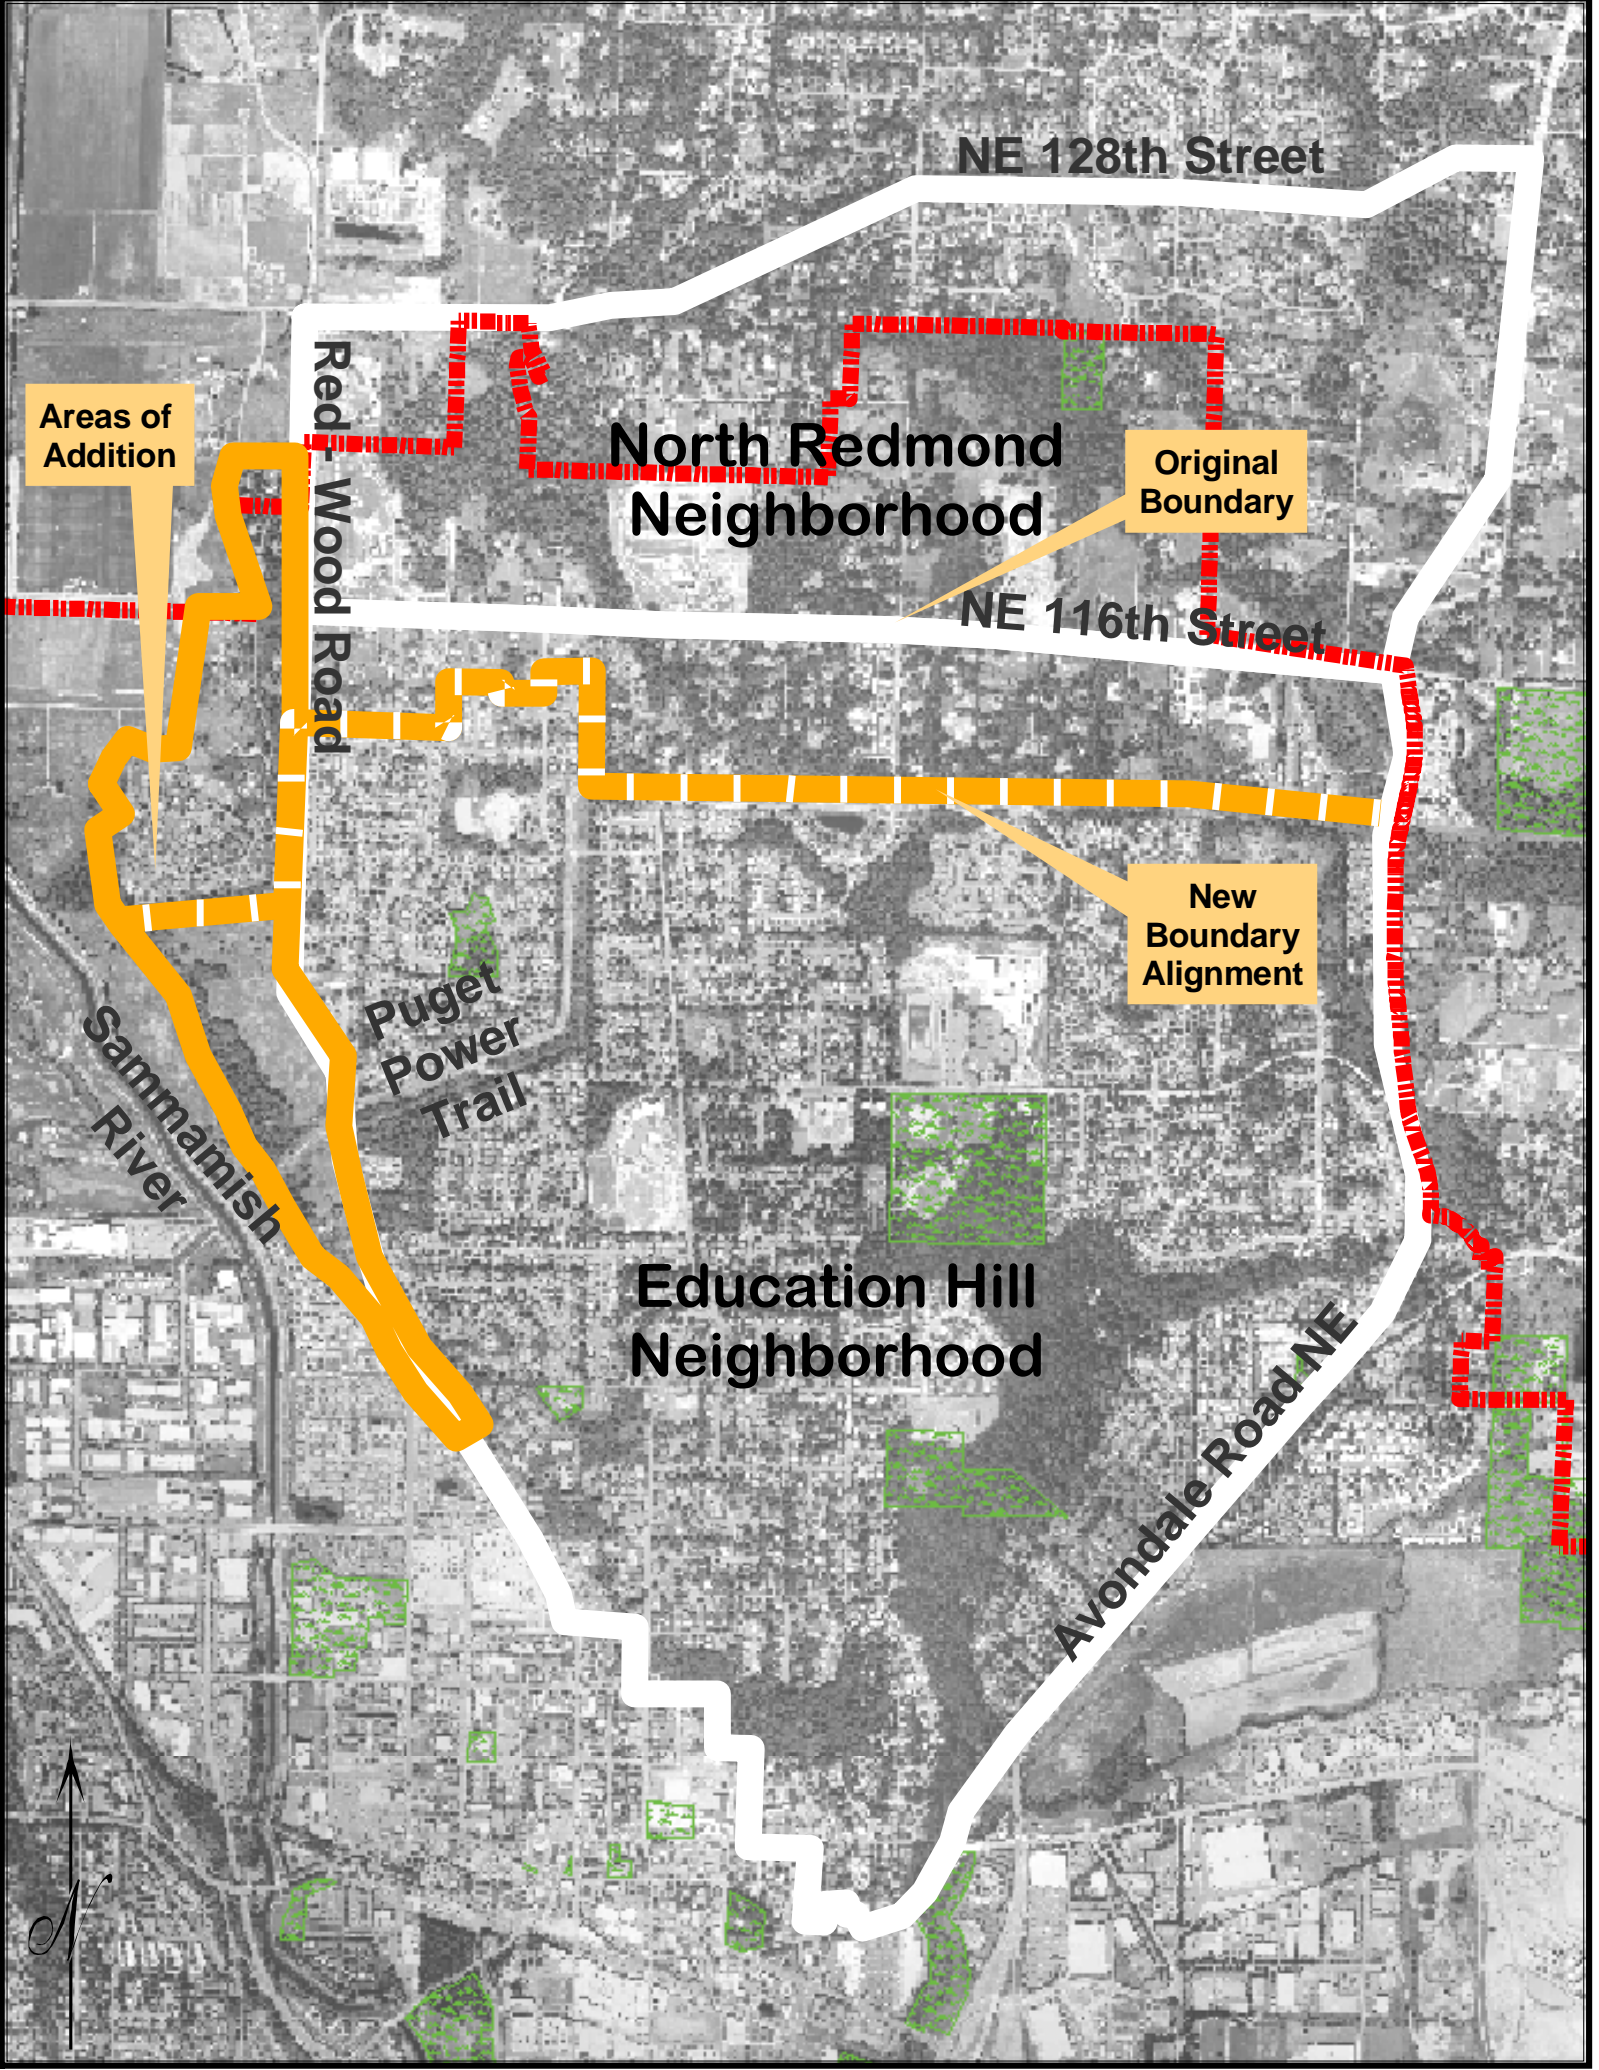 NE 128th Street
Red - Wood Road
Areas of
Addition
North Redmond
Neighborhood
Original
Boundary
NE 116th Street
New
Boundary
Alignment
Puget
Power
Trail
Sammamish
River
Education Hill
Neighborhood
Avondale Road NE
N